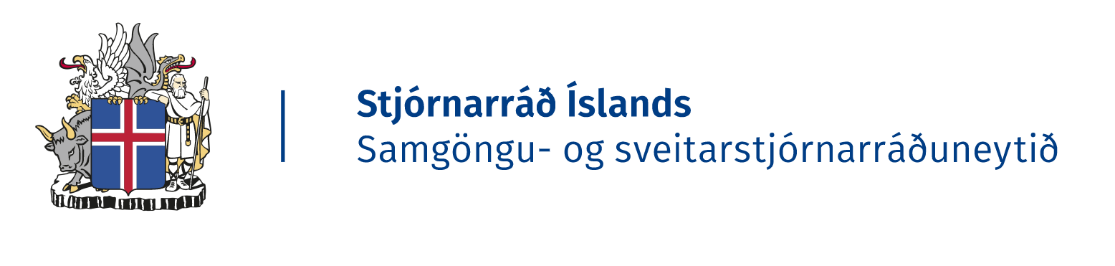 Stjórnarráð Íslands
Samgöngu- og sveitarstjórnarráðuneytið